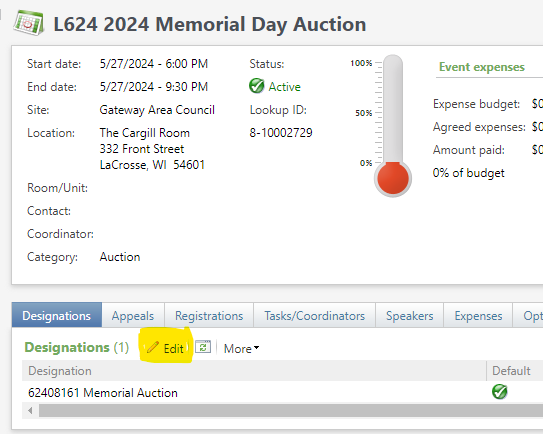 L624 2024 Memorial Day Auction
Start date: 5/27/2024 - 6:00 PM
End date: 5/27/2024 - 9:30 PM
Site: Gateway Area Council
Location: The Cargill Room
332 Front Street
LaCrosse, WI 54601
Room/Unit:
Contact:
Coordinator:
Category: Auction
Status:
Active
Lookup ID:
8-10002729
100%
50%
0%
Event expenses
Expense budget: $0
Agreed expenses: $0
Amount paid: $0
0% of budget
Designations Appeals Registrations Tasks/Coordinators Speakers Expenses Opt
Designations (1) Edit More
Designation Default
62408161 Memorial Auction